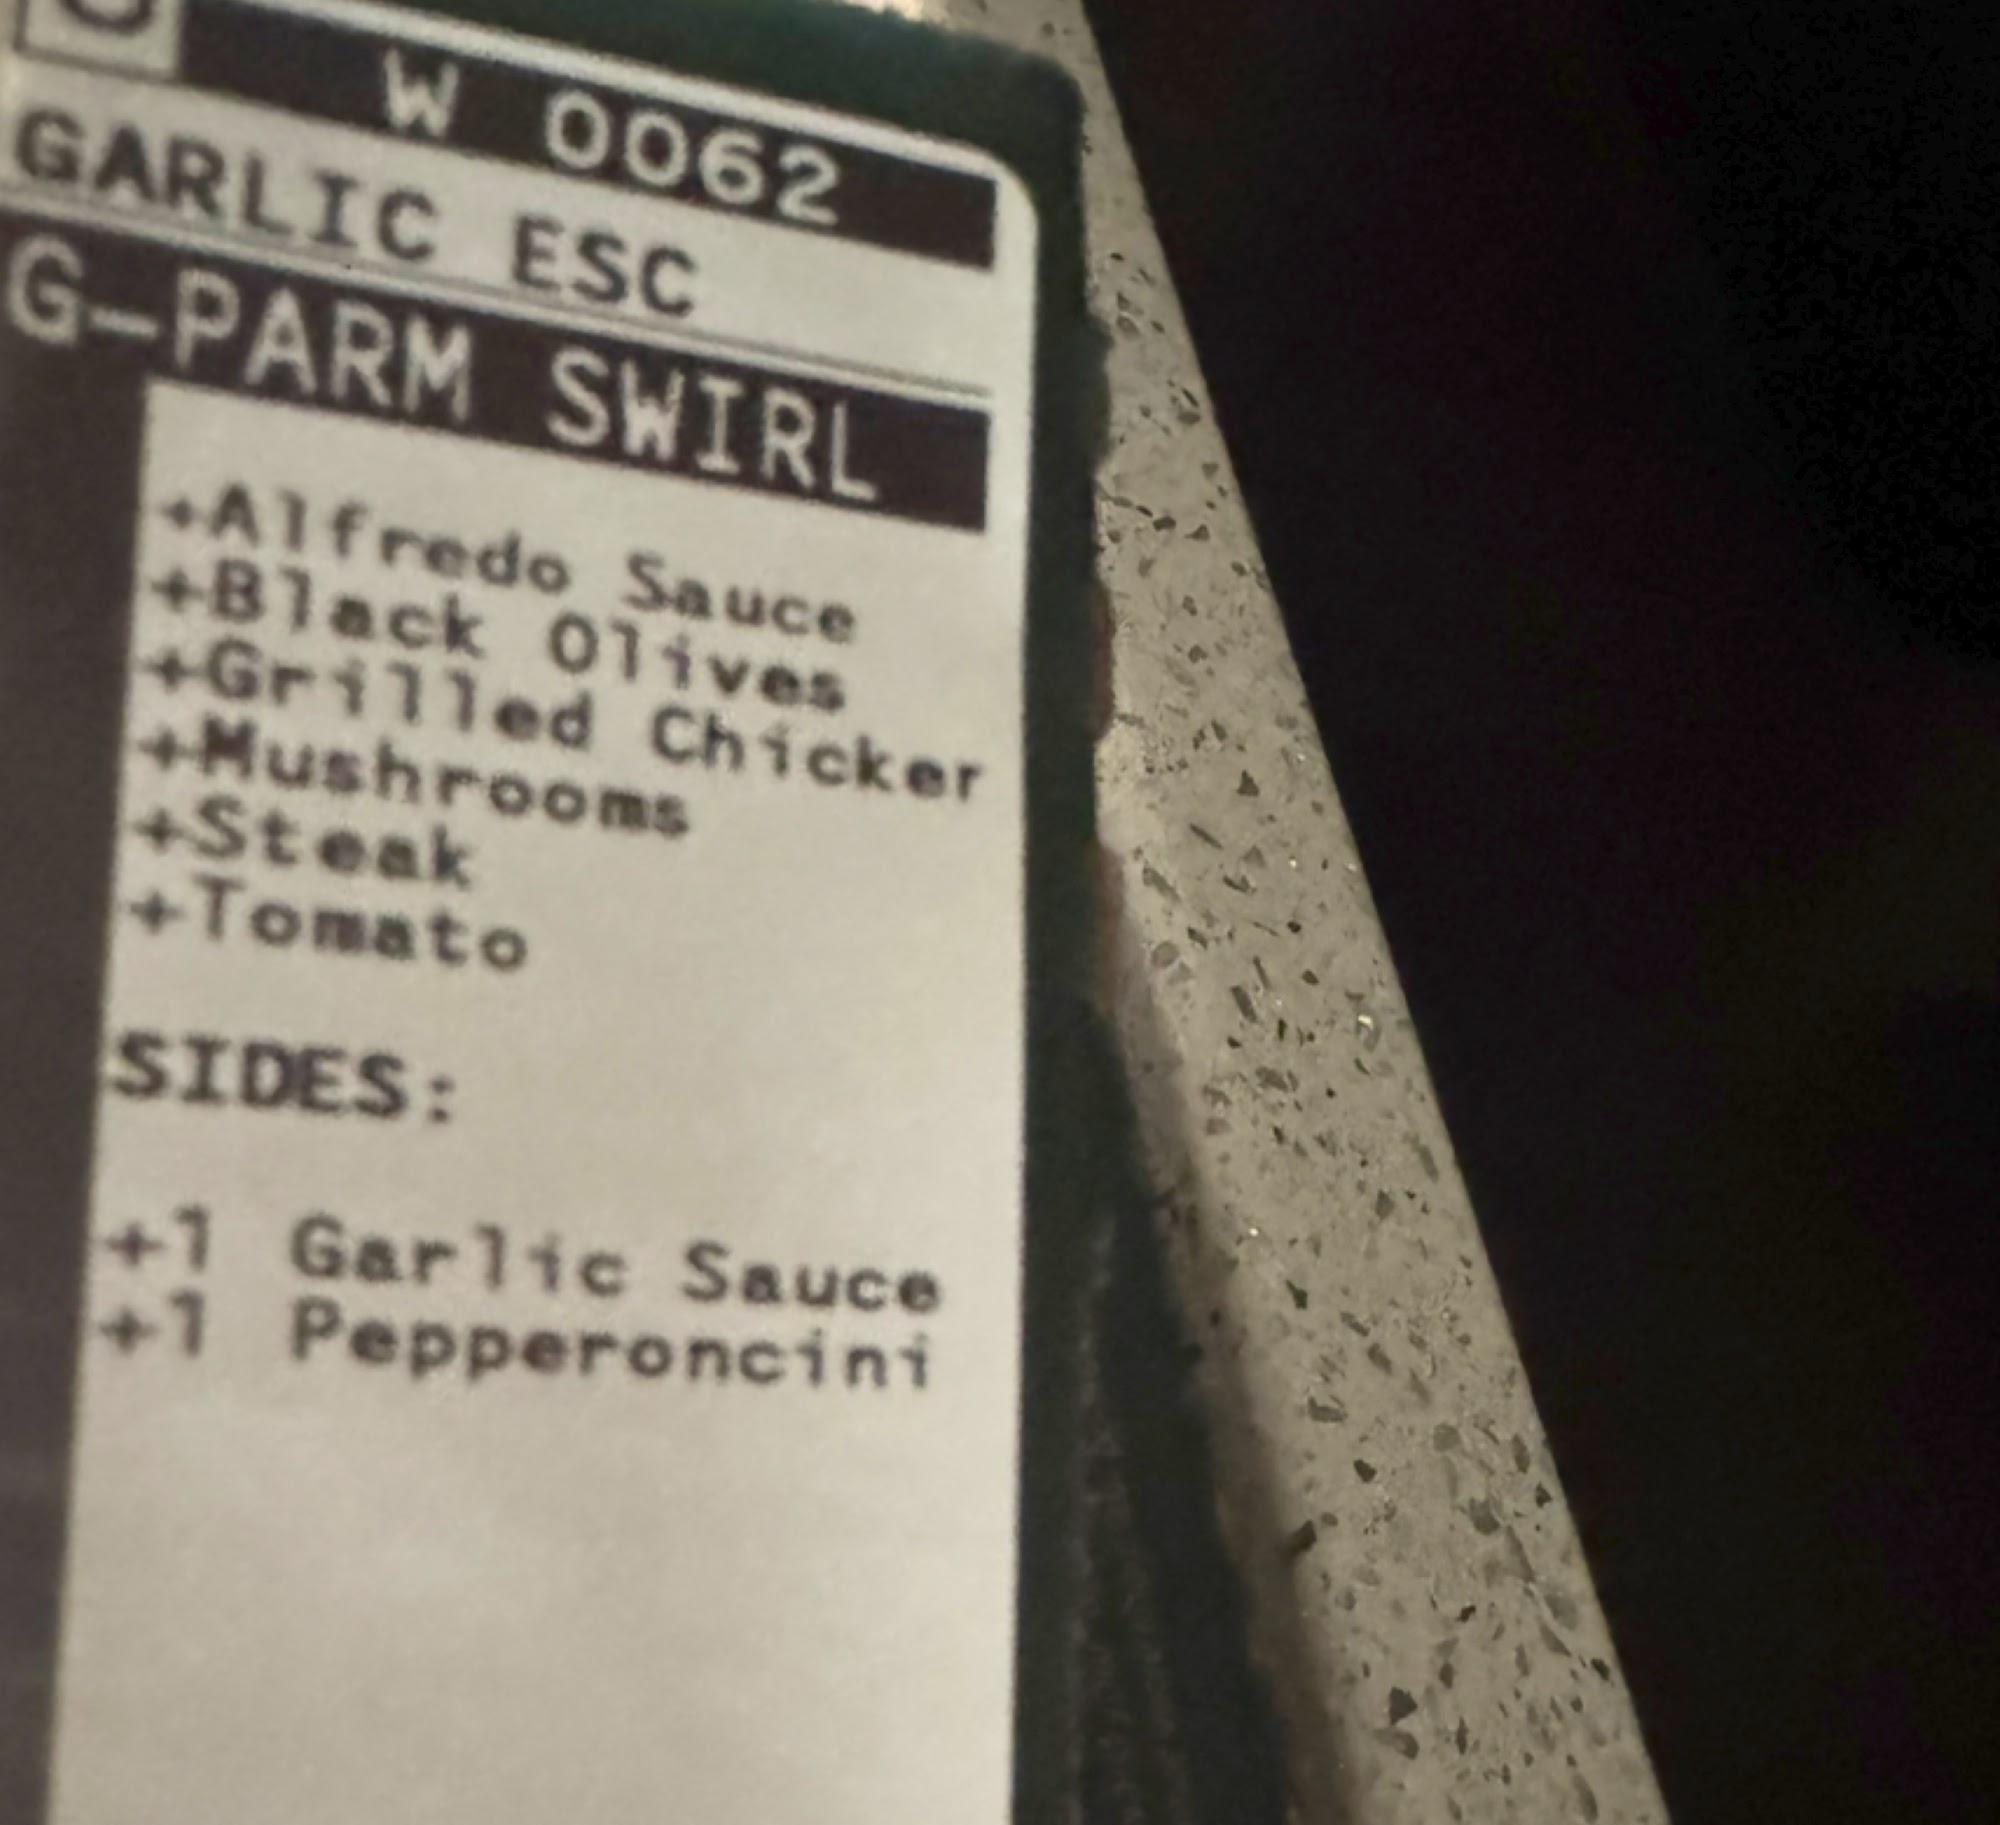 W 0062
GARLIC ESC
G-PARM SWIRL
+Alfredo Sauce
+Black Olives
+Grilled Chicker
+Mushrooms
+Steak
+Tomato
SIDES:
+1 Garlic Sauce
+1 Pepperoncini